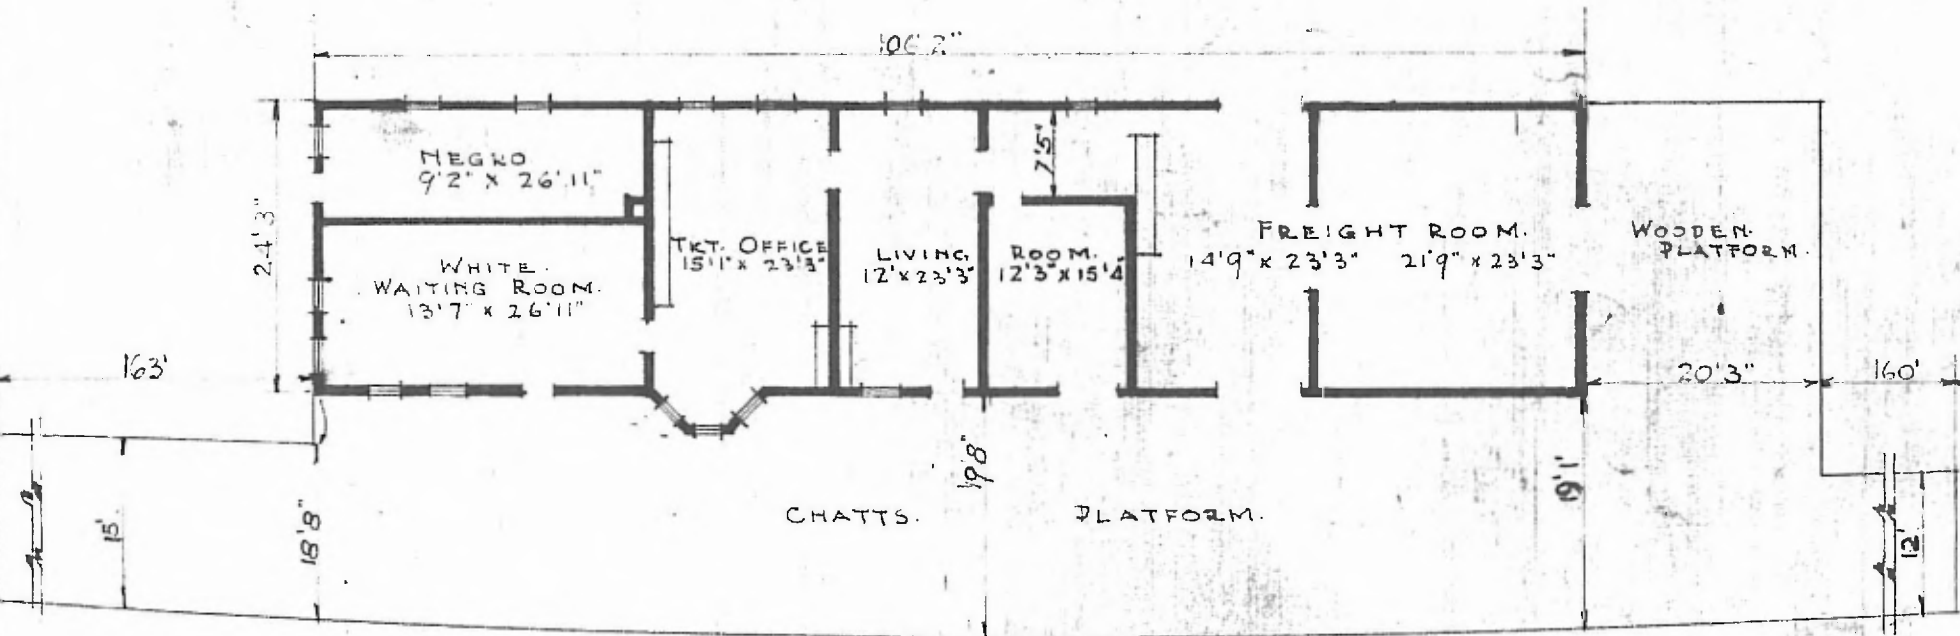 106'2"
NEGRO
9'2" x 26'11"
24'3"
WHITE.
WAITING ROOM.
13'7" x 26'11"
TKT. OFFICE
15'1" x 23'3"
LIVING
12' x 23'3"
7'5"
ROOM.
12'3" x 15'4
FREIGHT ROOM.
14'9" x 23'3" 21'9" x 23'3"
WOODEN.
PLATFORM.
163'
20'3"
160'
15'
18'8"
19'8"
19'1'
12'
CHATTS. PLATFORM.